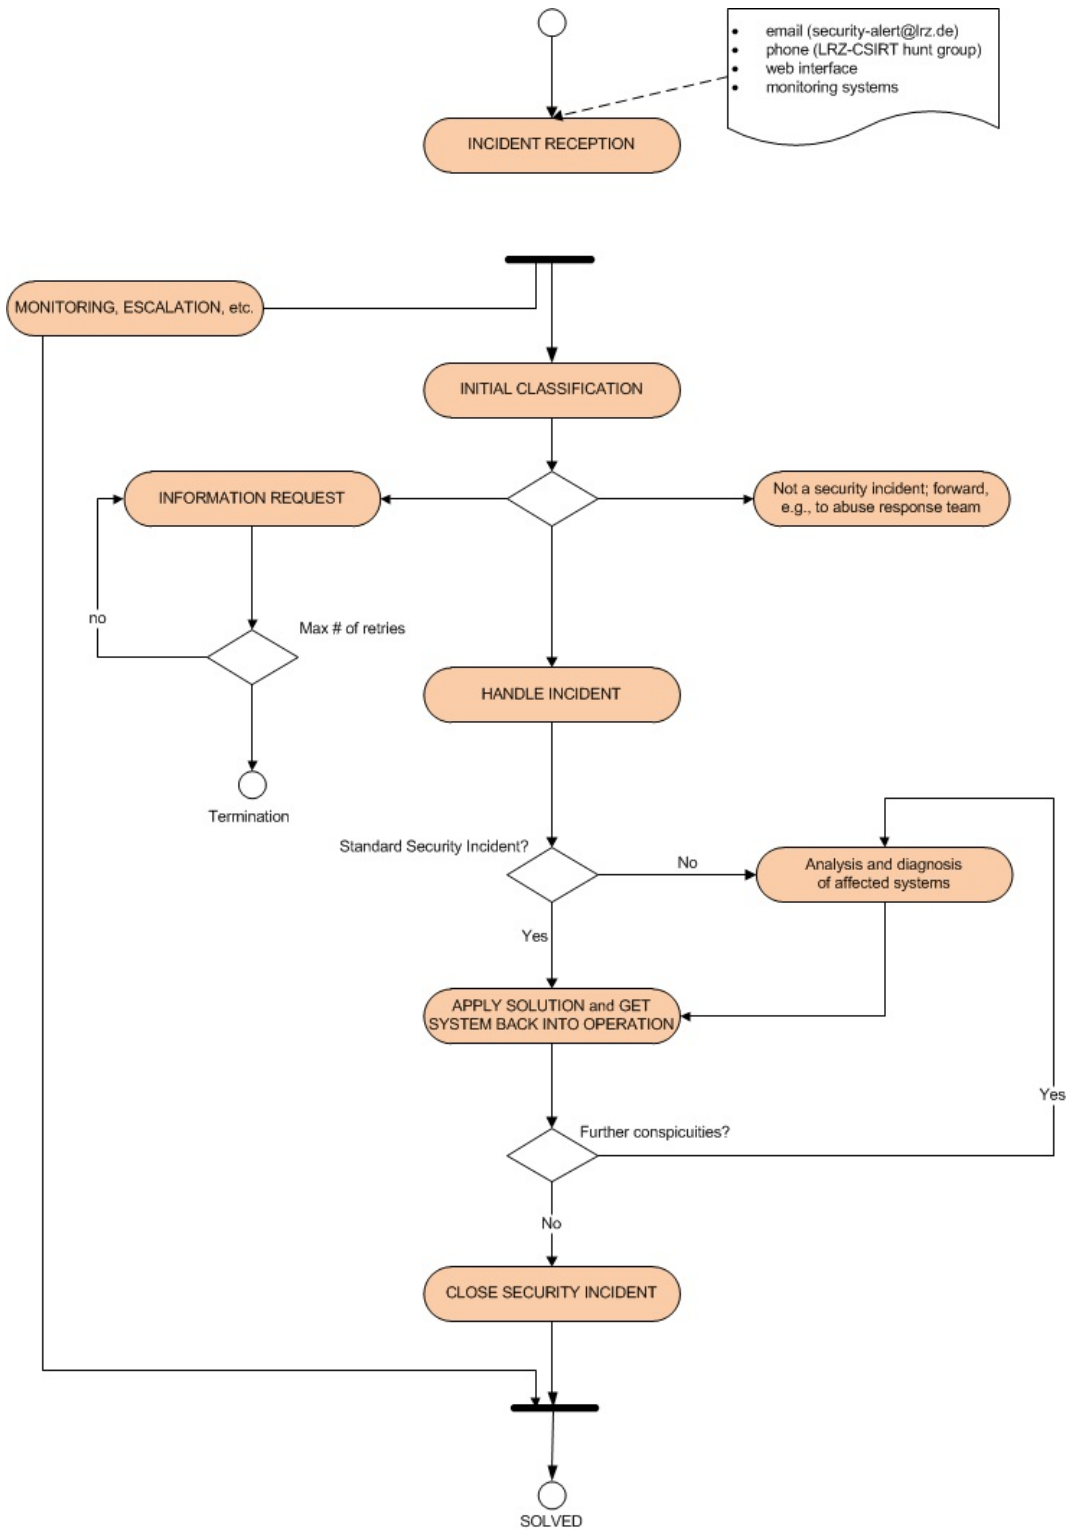 • email (security-alert@lrz.de)
• phone (LRZ-CSIRT hunt group)
• web interface
• monitoring systems
INCIDENT RECEPTION
MONITORING, ESCALATION, etc.
INITIAL CLASSIFICATION
INFORMATION REQUEST
Not a security incident; forward,
e.g., to abuse response team
no
Max # of retries
HANDLE INCIDENT
Termination
Standard Security Incident?
No
Analysis and diagnosis
of affected systems
Yes
APPLY SOLUTION and GET
SYSTEM BACK INTO OPERATION
Yes
Further conspicuities?
No
CLOSE SECURITY INCIDENT
SOLVED